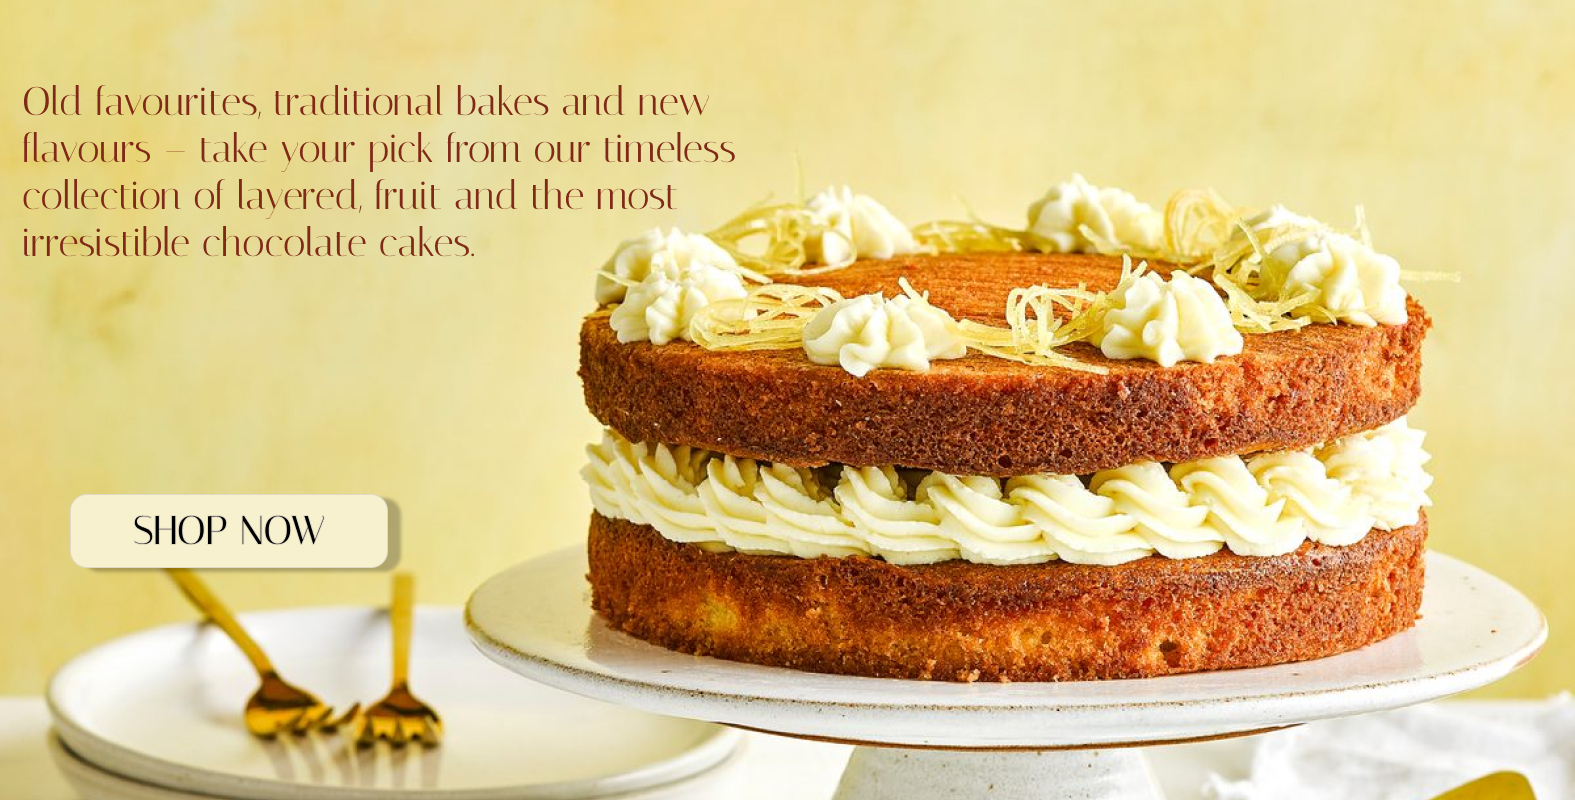 Old favourites, traditional bakes and new
flavours – take your pick from our timeless
collection of layered, fruit and the most
irresistible chocolate cakes.
SHOP NOW